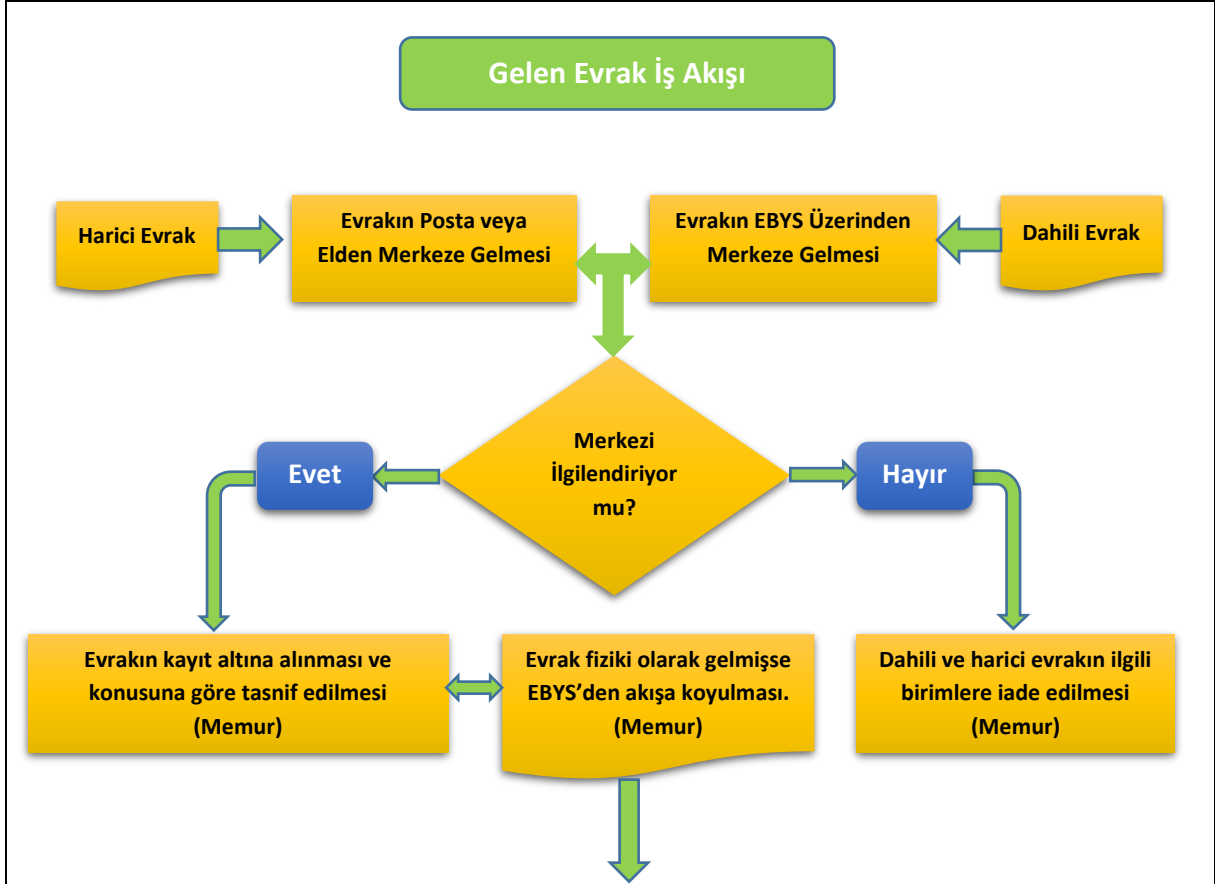 Gelen Evrak İş Akışı
Harici Evrak
Evrakın Posta veya
Elden Merkeze Gelmesi
Evrakın EBYS Üzerinden
Merkeze Gelmesi
Dahili Evrak
Merkezi
İlgilendiriyor
mu?
Evet
Hayır
Evrakın kayıt altına alınması ve
konusuna göre tasnif edilmesi
(Memur)
Evrak fiziki olarak gelmişse
EBYS’den akışa koyulması.
(Memur)
Dahili ve harici evrakın ilgili
birimlere iade edilmesi
(Memur)